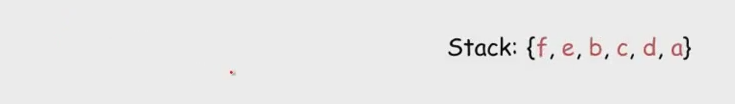 Stack: {f, e, b, c, d, a}